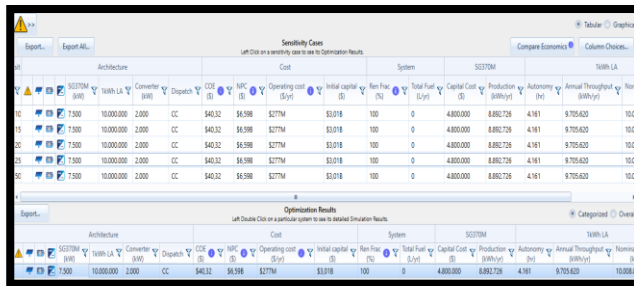 >>
Tabular Graphical
Export... Export All... Sensitivity Cases Compare Economics Column Choices...
Left Click on a sensitivity case to see its Optimization Results.
Architecture Cost System SG370M 1kWh LA
SG370M (kW) 1kWh LA Converter (kW) Dispatch COE ($) NPC ($) Operating cost ($/yr) Initial capital ($) Ren Frac (%) Total Fuel (L/yr) Capital Cost ($) Production (kWh/yr) Autonomy (hr) Annual Throughput (kWh/yr)
10 7.500 10.000.000 2.000 CC $40,32 $6,59B $277M $3,01B 100 0 4.800.000 8.892.726 4.161 9.705.620
15 7.500 10.000.000 2.000 CC $40,32 $6,59B $277M $3,01B 100 0 4.800.000 8.892.726 4.161 9.705.620
20 7.500 10.000.000 2.000 CC $40,32 $6,59B $277M $3,01B 100 0 4.800.000 8.892.726 4.161 9.705.620
25 7.500 10.000.000 2.000 CC $40,32 $6,59B $277M $3,01B 100 0 4.800.000 8.892.726 4.161 9.705.620
50 7.500 10.000.000 2.000 CC $40,32 $6,59B $277M $3,01B 100 0 4.800.000 8.892.726 4.161 9.705.620
Export... Optimization Results Categorized Overall
Left Double Click on a particular system to see its detailed Simulation Results.
Architecture Cost System SG370M 1kWh LA
SG370M (kW) 1kWh LA Converter (kW) Dispatch COE ($) NPC ($) Operating cost ($/yr) Initial capital ($) Ren Frac (%) Total Fuel (L/yr) Capital Cost ($) Production (kWh/yr) Autonomy (hr) Annual Throughput (kWh/yr)
7.500 10.000.000 2.000 CC $40,32 $6,59B $277M $3,01B 100 0 4.800.000 8.892.726 4.161 9.705.620